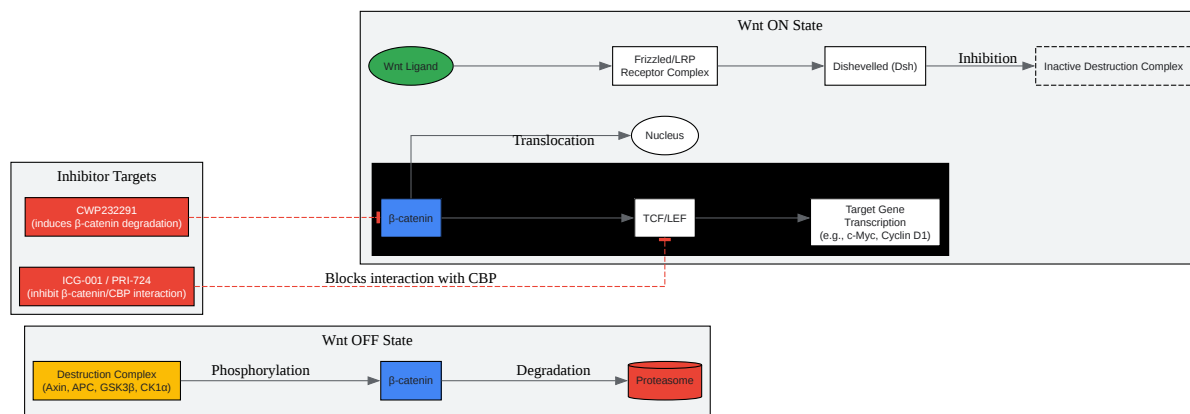 Wnt ON State
Wnt Ligand
Frizzled/LRP
Receptor Complex
Dishevelled (Dsh)
Inhibition
Inactive Destruction Complex
Translocation
Nucleus
Inhibitor Targets
CWP232291
(induces β-catenin degradation)
β-catenin
TCF/LEF
Target Gene
Transcription
(e.g., c-Myc, Cyclin D1)
ICG-001 / PRI-724
(inhibit β-catenin/CBP interaction)
Blocks interaction with CBP
Wnt OFF State
Destruction Complex
(Axin, APC, GSK3β, CK1α)
Phosphorylation
β-catenin
Degradation
Proteasome